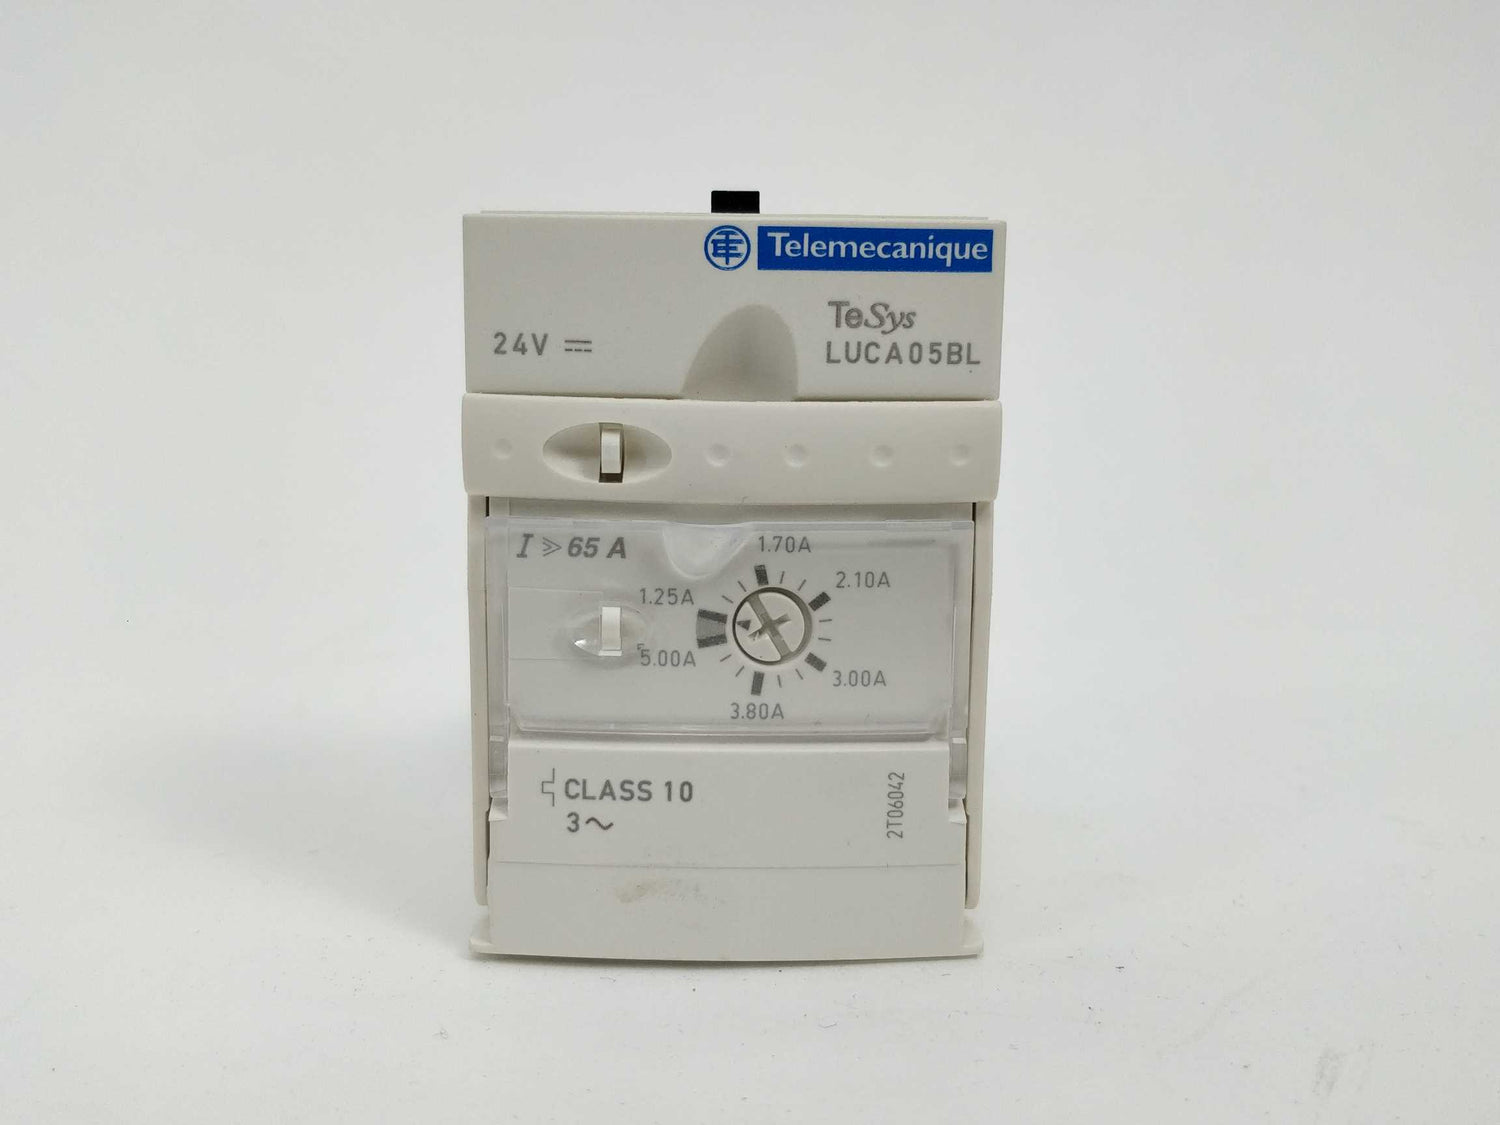 Telemecanique
TeSys
24V
LUCA05BL
I 65 A
1.70A
2.10A
1.25A
5.00A
3.00A
3.80A
CLASS 10
3~
2T06042